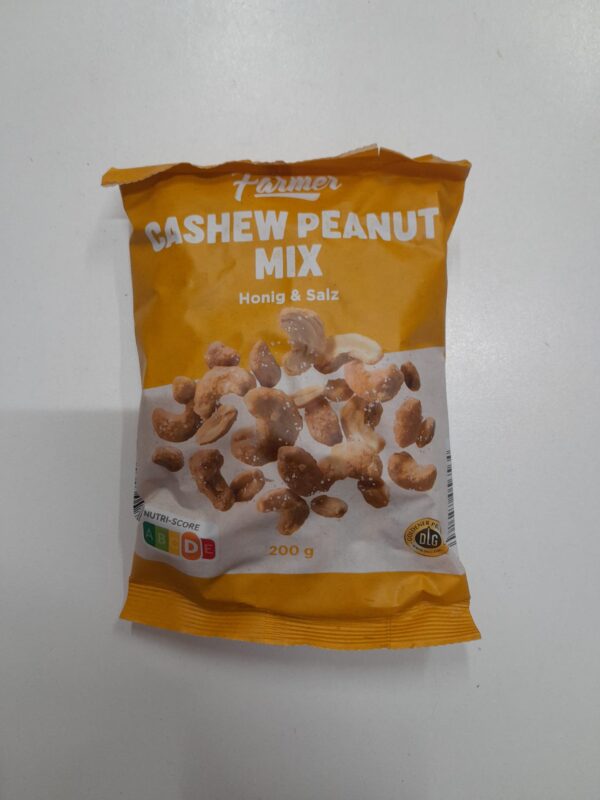 Farmer
CASHEW PEANUT
MIX
Honig & Salz
NUTRI-SCORE
A B C D E
200 g
DLG